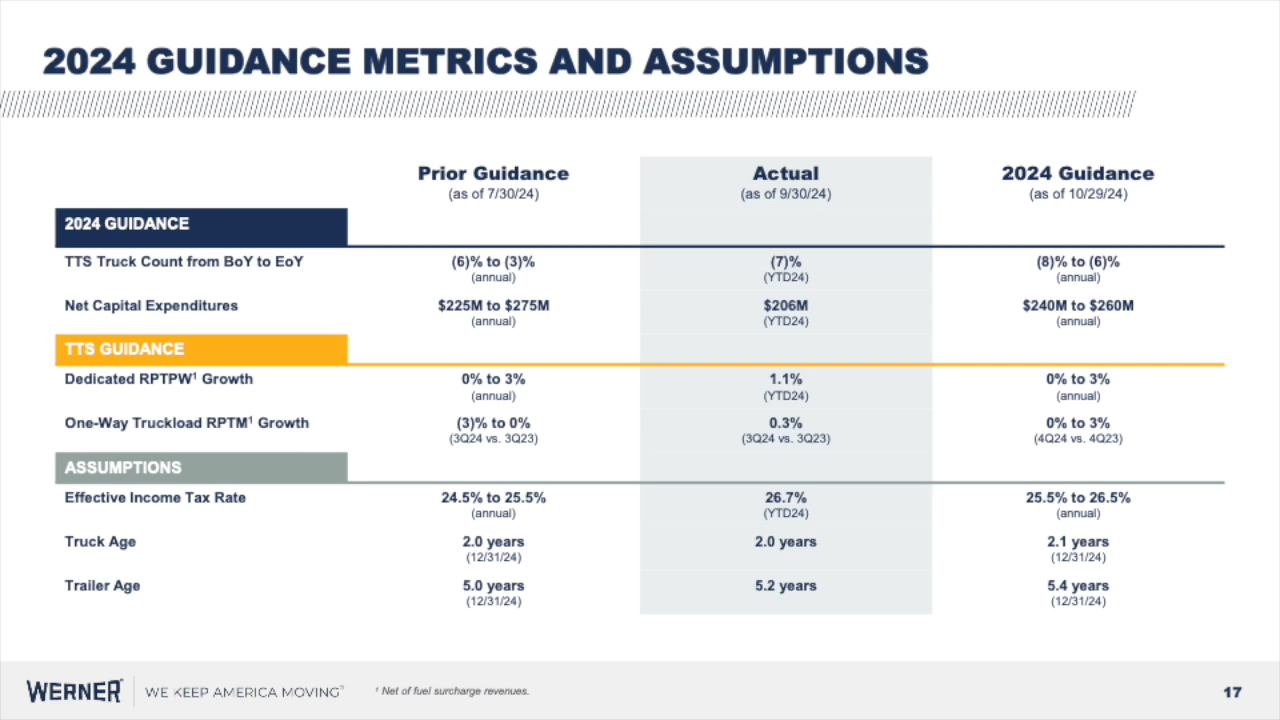 2024 GUIDANCE METRICS AND ASSUMPTIONS
Prior Guidance Actual 2024 Guidance
(as of 7/30/24) (as of 9/30/24) (as of 10/29/24)
2024 GUIDANCE
TTS Truck Count from BoY to EoY (6)% to (3)% (7)% (8)% to (6)%
(annual) (YTD24) (annual)
Net Capital Expenditures $225M to $275M $206M $240M to $260M
(annual) (YTD24) (annual)
TTS GUIDANCE
Dedicated RPTPW¹ Growth 0% to 3% 1.1% 0% to 3%
(annual) (YTD24) (annual)
One-Way Truckload RPTM¹ Growth (3)% to 0% 0.3% 0% to 3%
(3Q24 vs. 3Q23) (3Q24 vs. 3Q23) (4Q24 vs. 4Q23)
ASSUMPTIONS
Effective Income Tax Rate 24.5% to 25.5% 26.7% 25.5% to 26.5%
(annual) (YTD24) (annual)
Truck Age 2.0 years 2.0 years 2.1 years
(12/31/24) (12/31/24)
Trailer Age 5.0 years 5.2 years 5.4 years
(12/31/24) (12/31/24)
WERNER WE KEEP AMERICA MOVING ¹ Net of fuel surcharge revenues. 17